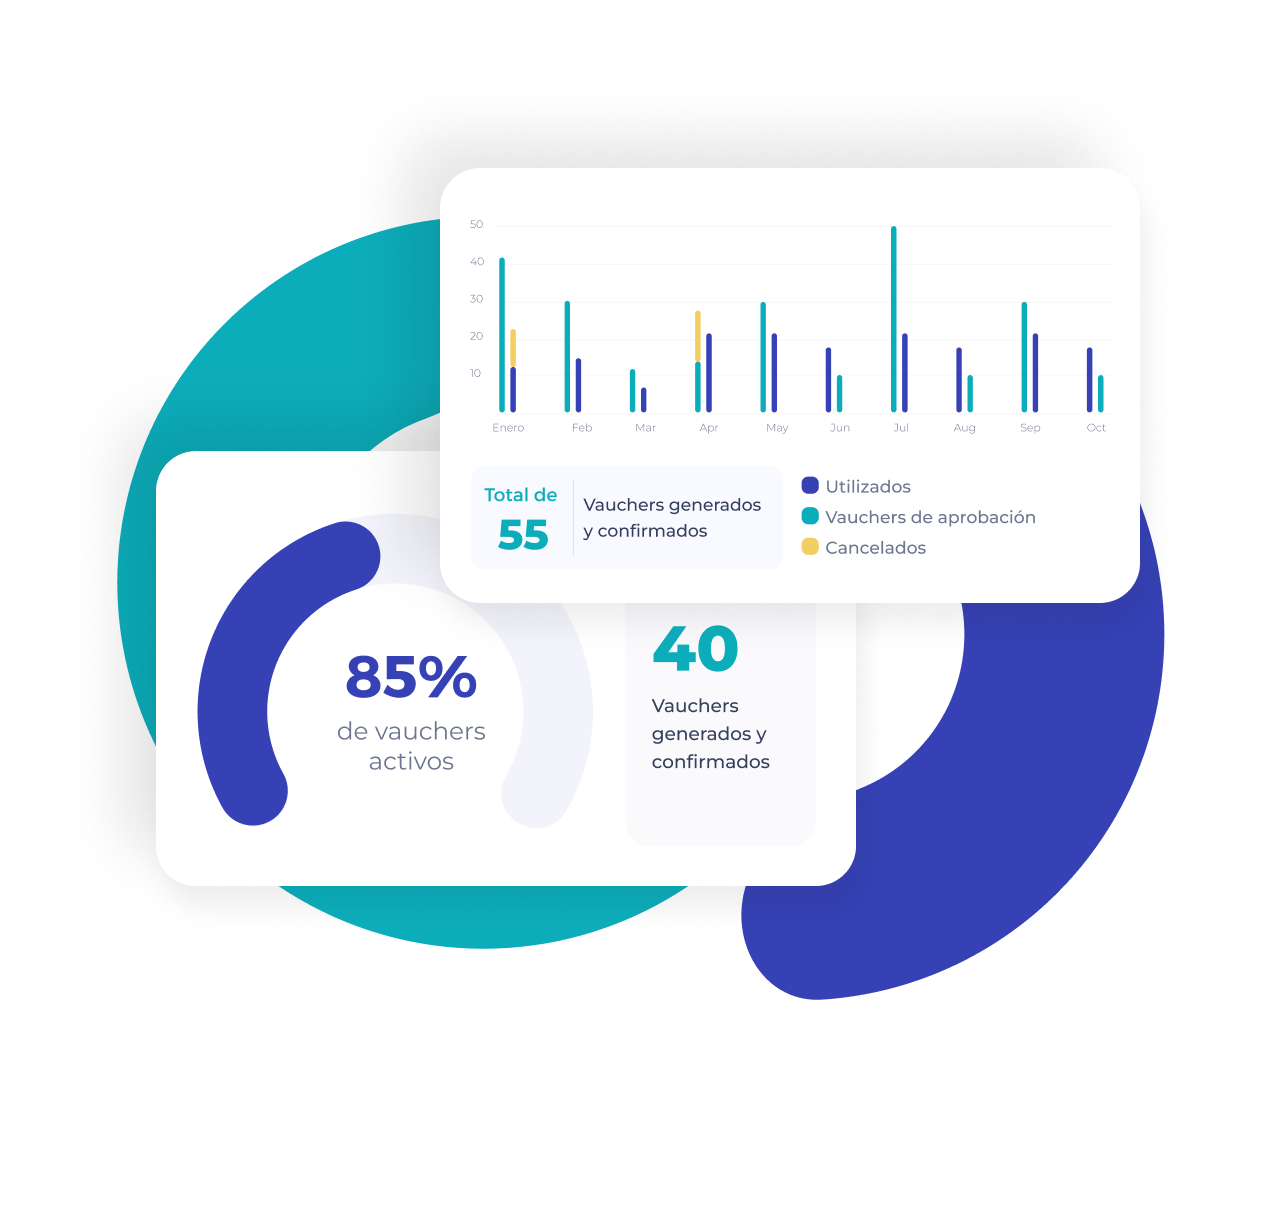 50
40
30
20
10
Enero Feb Mar Apr May Jun Jul Aug Sep Oct
Total de
55
Vauchers generados
y confirmados
Utilizados
Vauchers de aprobación
Cancelados
85%
de vauchers
activos
40
Vauchers
generados y
confirmados